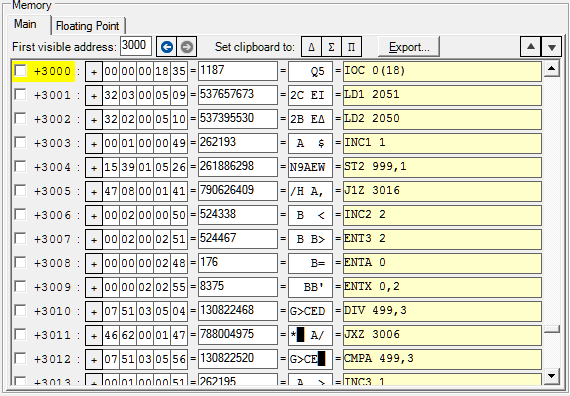 Memory
Main Floating Point
First visible address: 3000 Set clipboard to: Δ Σ Π Export...
+3000 : + 00 00 00 18 35 = 1187 = Q5 = IOC 0(18)
+3001 : + 32 03 00 05 09 = 537657673 = 2C EI = LD1 2051
+3002 : + 32 02 00 05 10 = 537395530 = 2B EΔ = LD2 2050
+3003 : + 00 01 00 00 49 = 262193 = A $ = INC1 1
+3004 : + 15 39 01 05 26 = 261886298 = N9AEW = ST2 999,1
+3005 : + 47 08 00 01 41 = 790626409 = /H A, = J1Z 3016
+3006 : + 00 02 00 00 50 = 524338 = B < = INC2 2
+3007 : + 00 02 00 02 51 = 524467 = B B> = ENT3 2
+3008 : + 00 00 00 02 48 = 176 = B= = ENTA 0
+3009 : + 00 00 02 02 55 = 8375 = BB' = ENTX 0,2
+3010 : + 07 51 03 05 04 = 130822468 = G>CED = DIV 499,3
+3011 : + 46 62 00 01 47 = 788004975 = *█ A/ = JXZ 3006
+3012 : + 07 51 03 05 56 = 130822520 = G>CE█ = CMPA 499,3
+3013 : + 00 01 00 00 51 = 262195 = A > = INC3 1